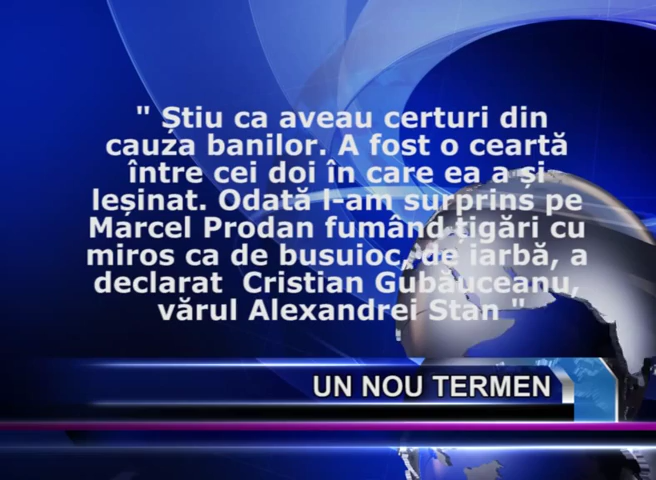 " Știu ca aveau certuri din
cauza banilor. A fost o ceartă
între cei doi în care ea a și
leșinat. Odată l-am surprins pe
Marcel Prodan fumând țigări cu
miros ca de busuioc, de iarbă, a
declarat  Cristian Gubăuceanu,
vărul Alexandrei Stan "
UN NOU TERMEN